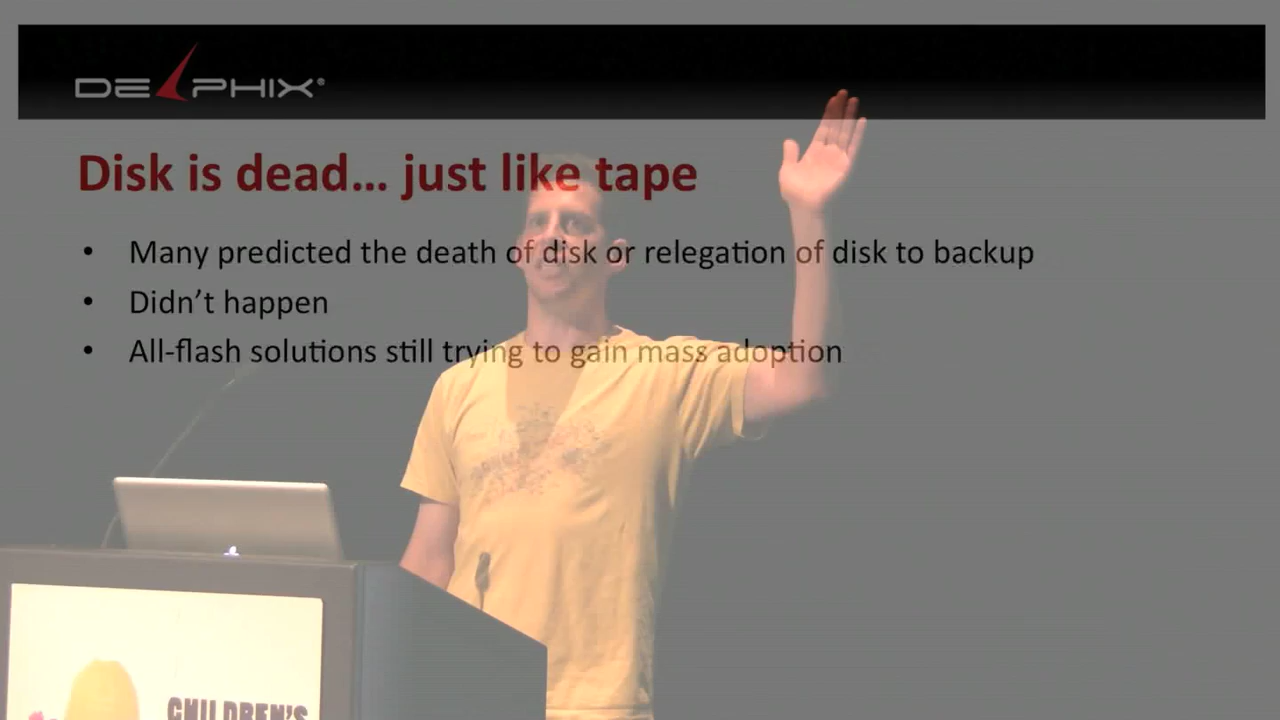 DELPHIX®
Disk is dead... just like tape
• Many predicted the death of disk or relegation of disk to backup
• Didn't happen
• All-flash solutions still trying to gain mass adoption
CHILDREN'S